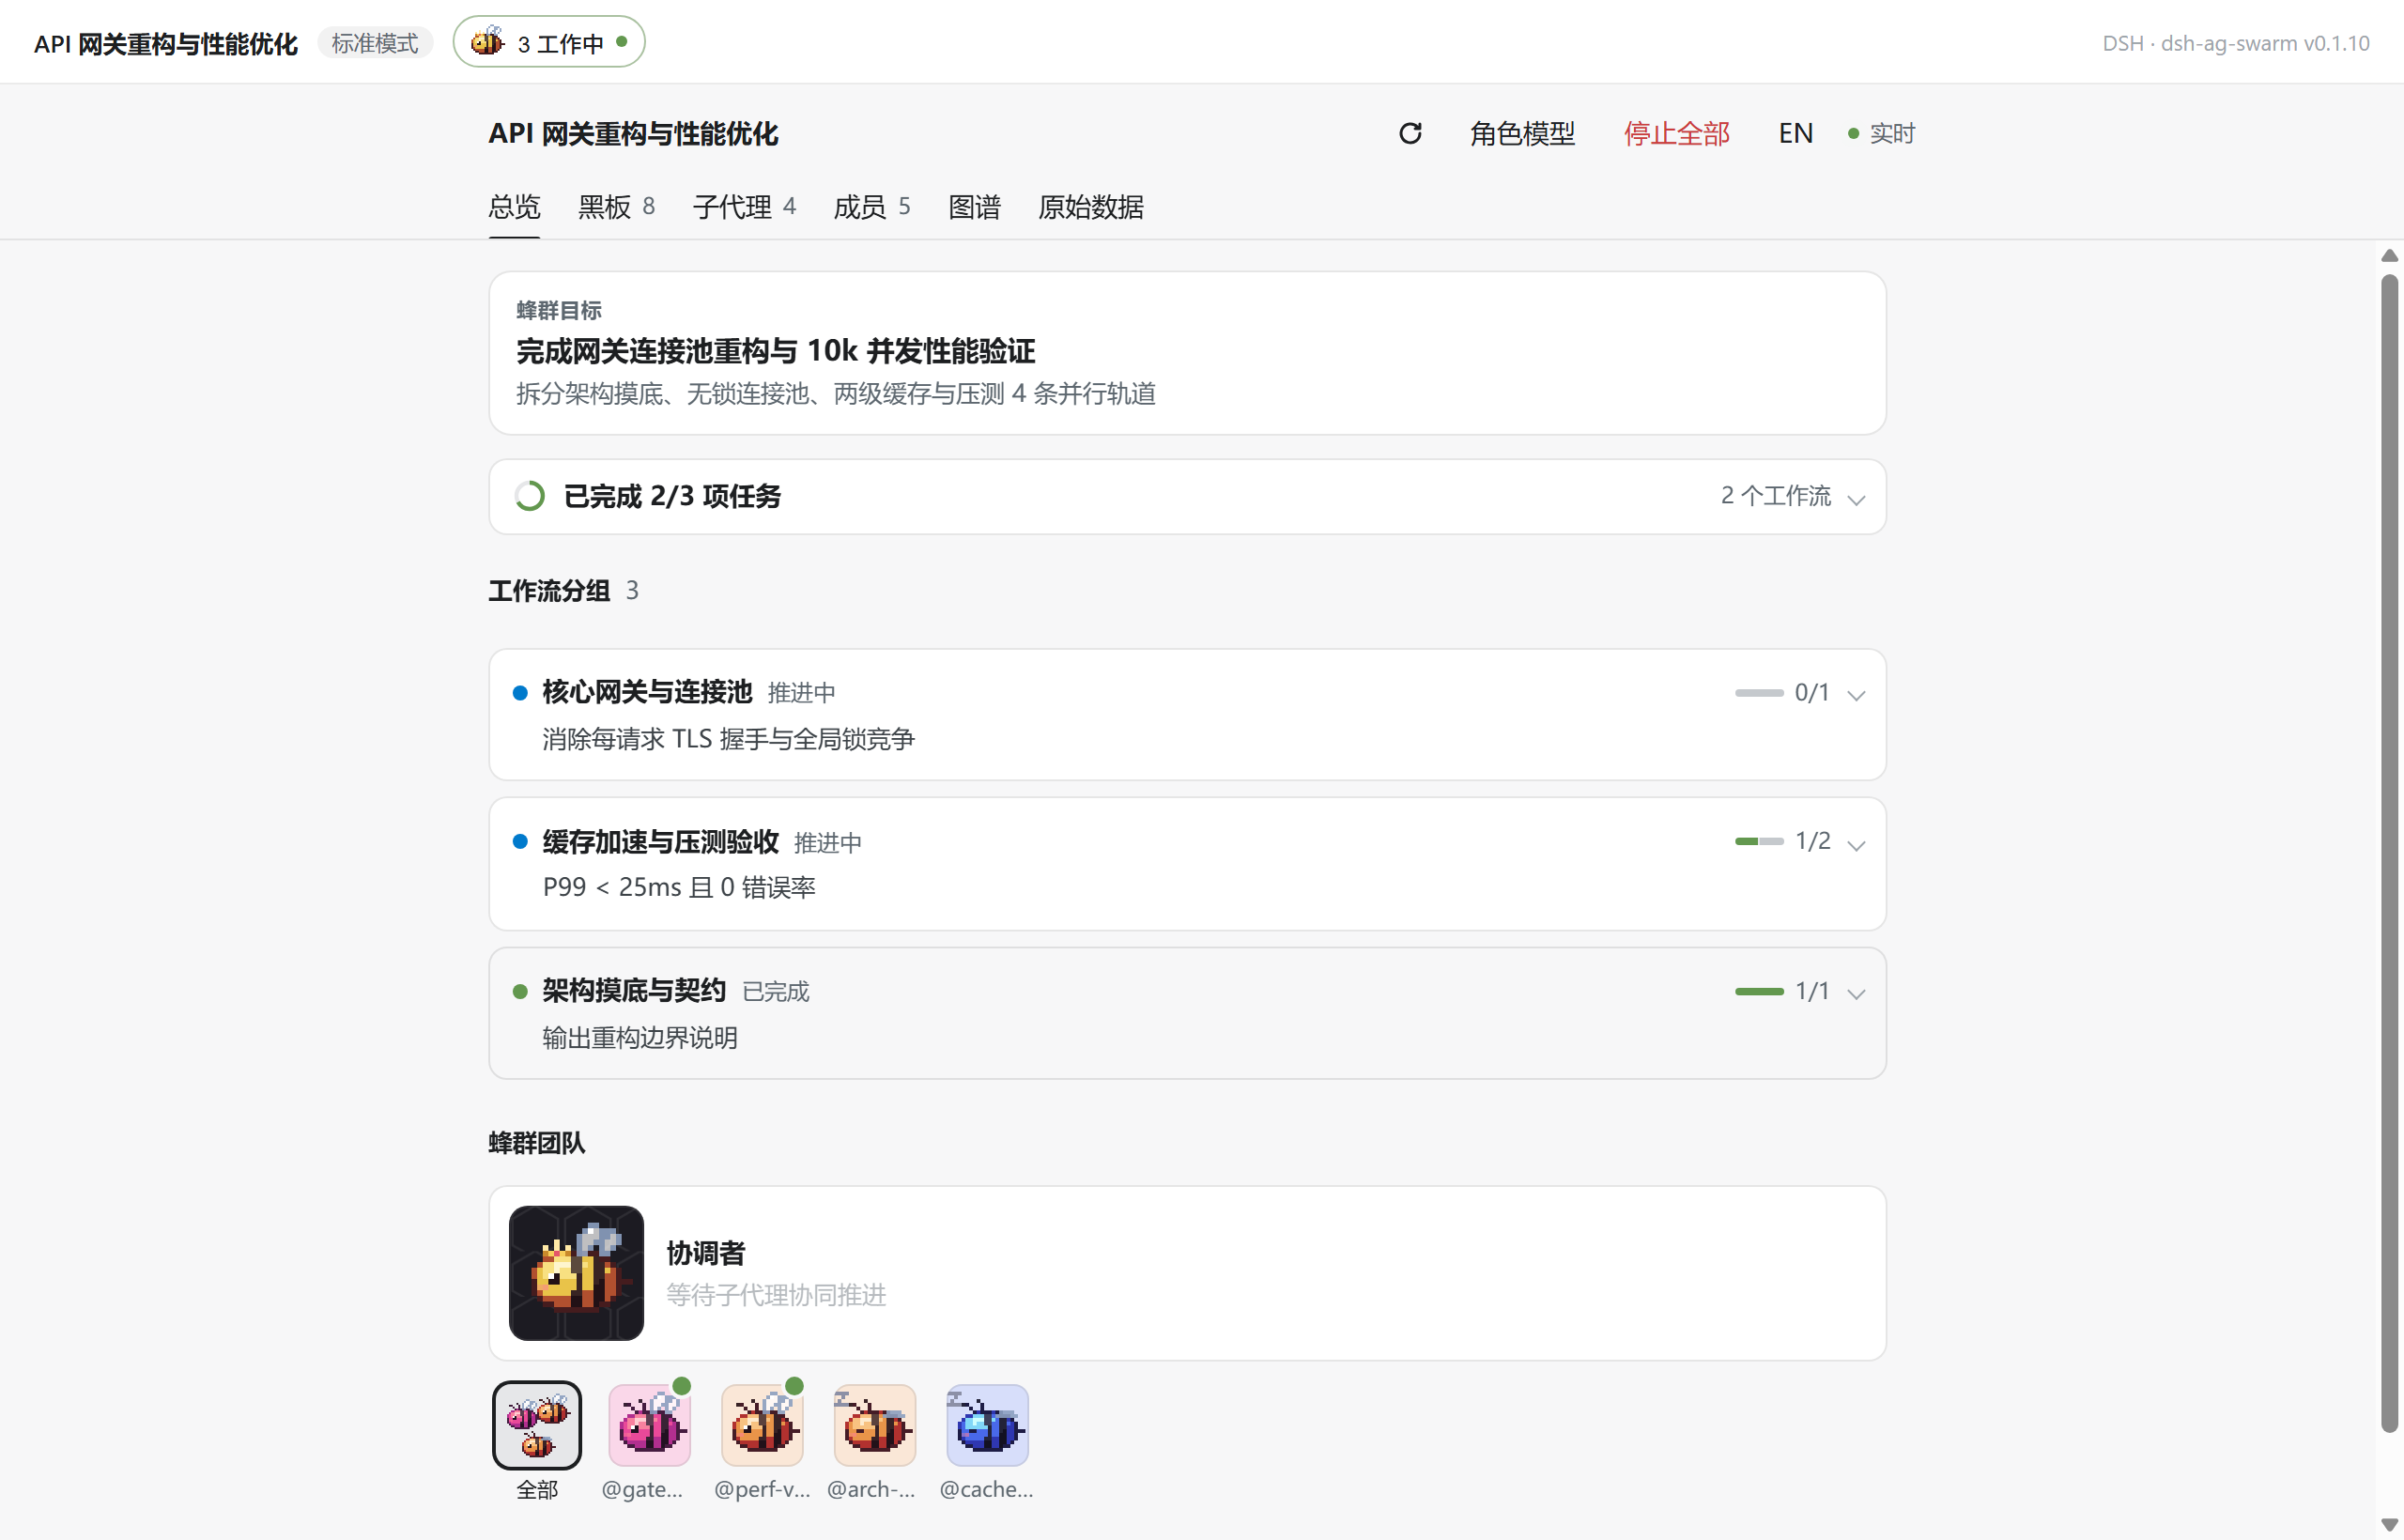 API 网关重构与性能优化 标准模式 3 工作中 DSH · dsh-ag-swarm v0.1.10
API 网关重构与性能优化 角色模型 停止全部 EN 实时
总览 黑板 8 子代理 4 成员 5 图谱 原始数据
蜂群目标
完成网关连接池重构与 10k 并发性能验证
拆分架构摸底、无锁连接池、两级缓存与压测 4 条并行轨道
已完成 2/3 项任务 2 个工作流
工作流分组 3
核心网关与连接池 推进中 0/1
消除每请求 TLS 握手与全局锁竞争
缓存加速与压测验收 推进中 1/2
P99 < 25ms 且 0 错误率
架构摸底与契约 已完成 1/1
输出重构边界说明
蜂群团队
协调者
等待子代理协同推进
全部 @gate... @perf-v... @arch-... @cache...